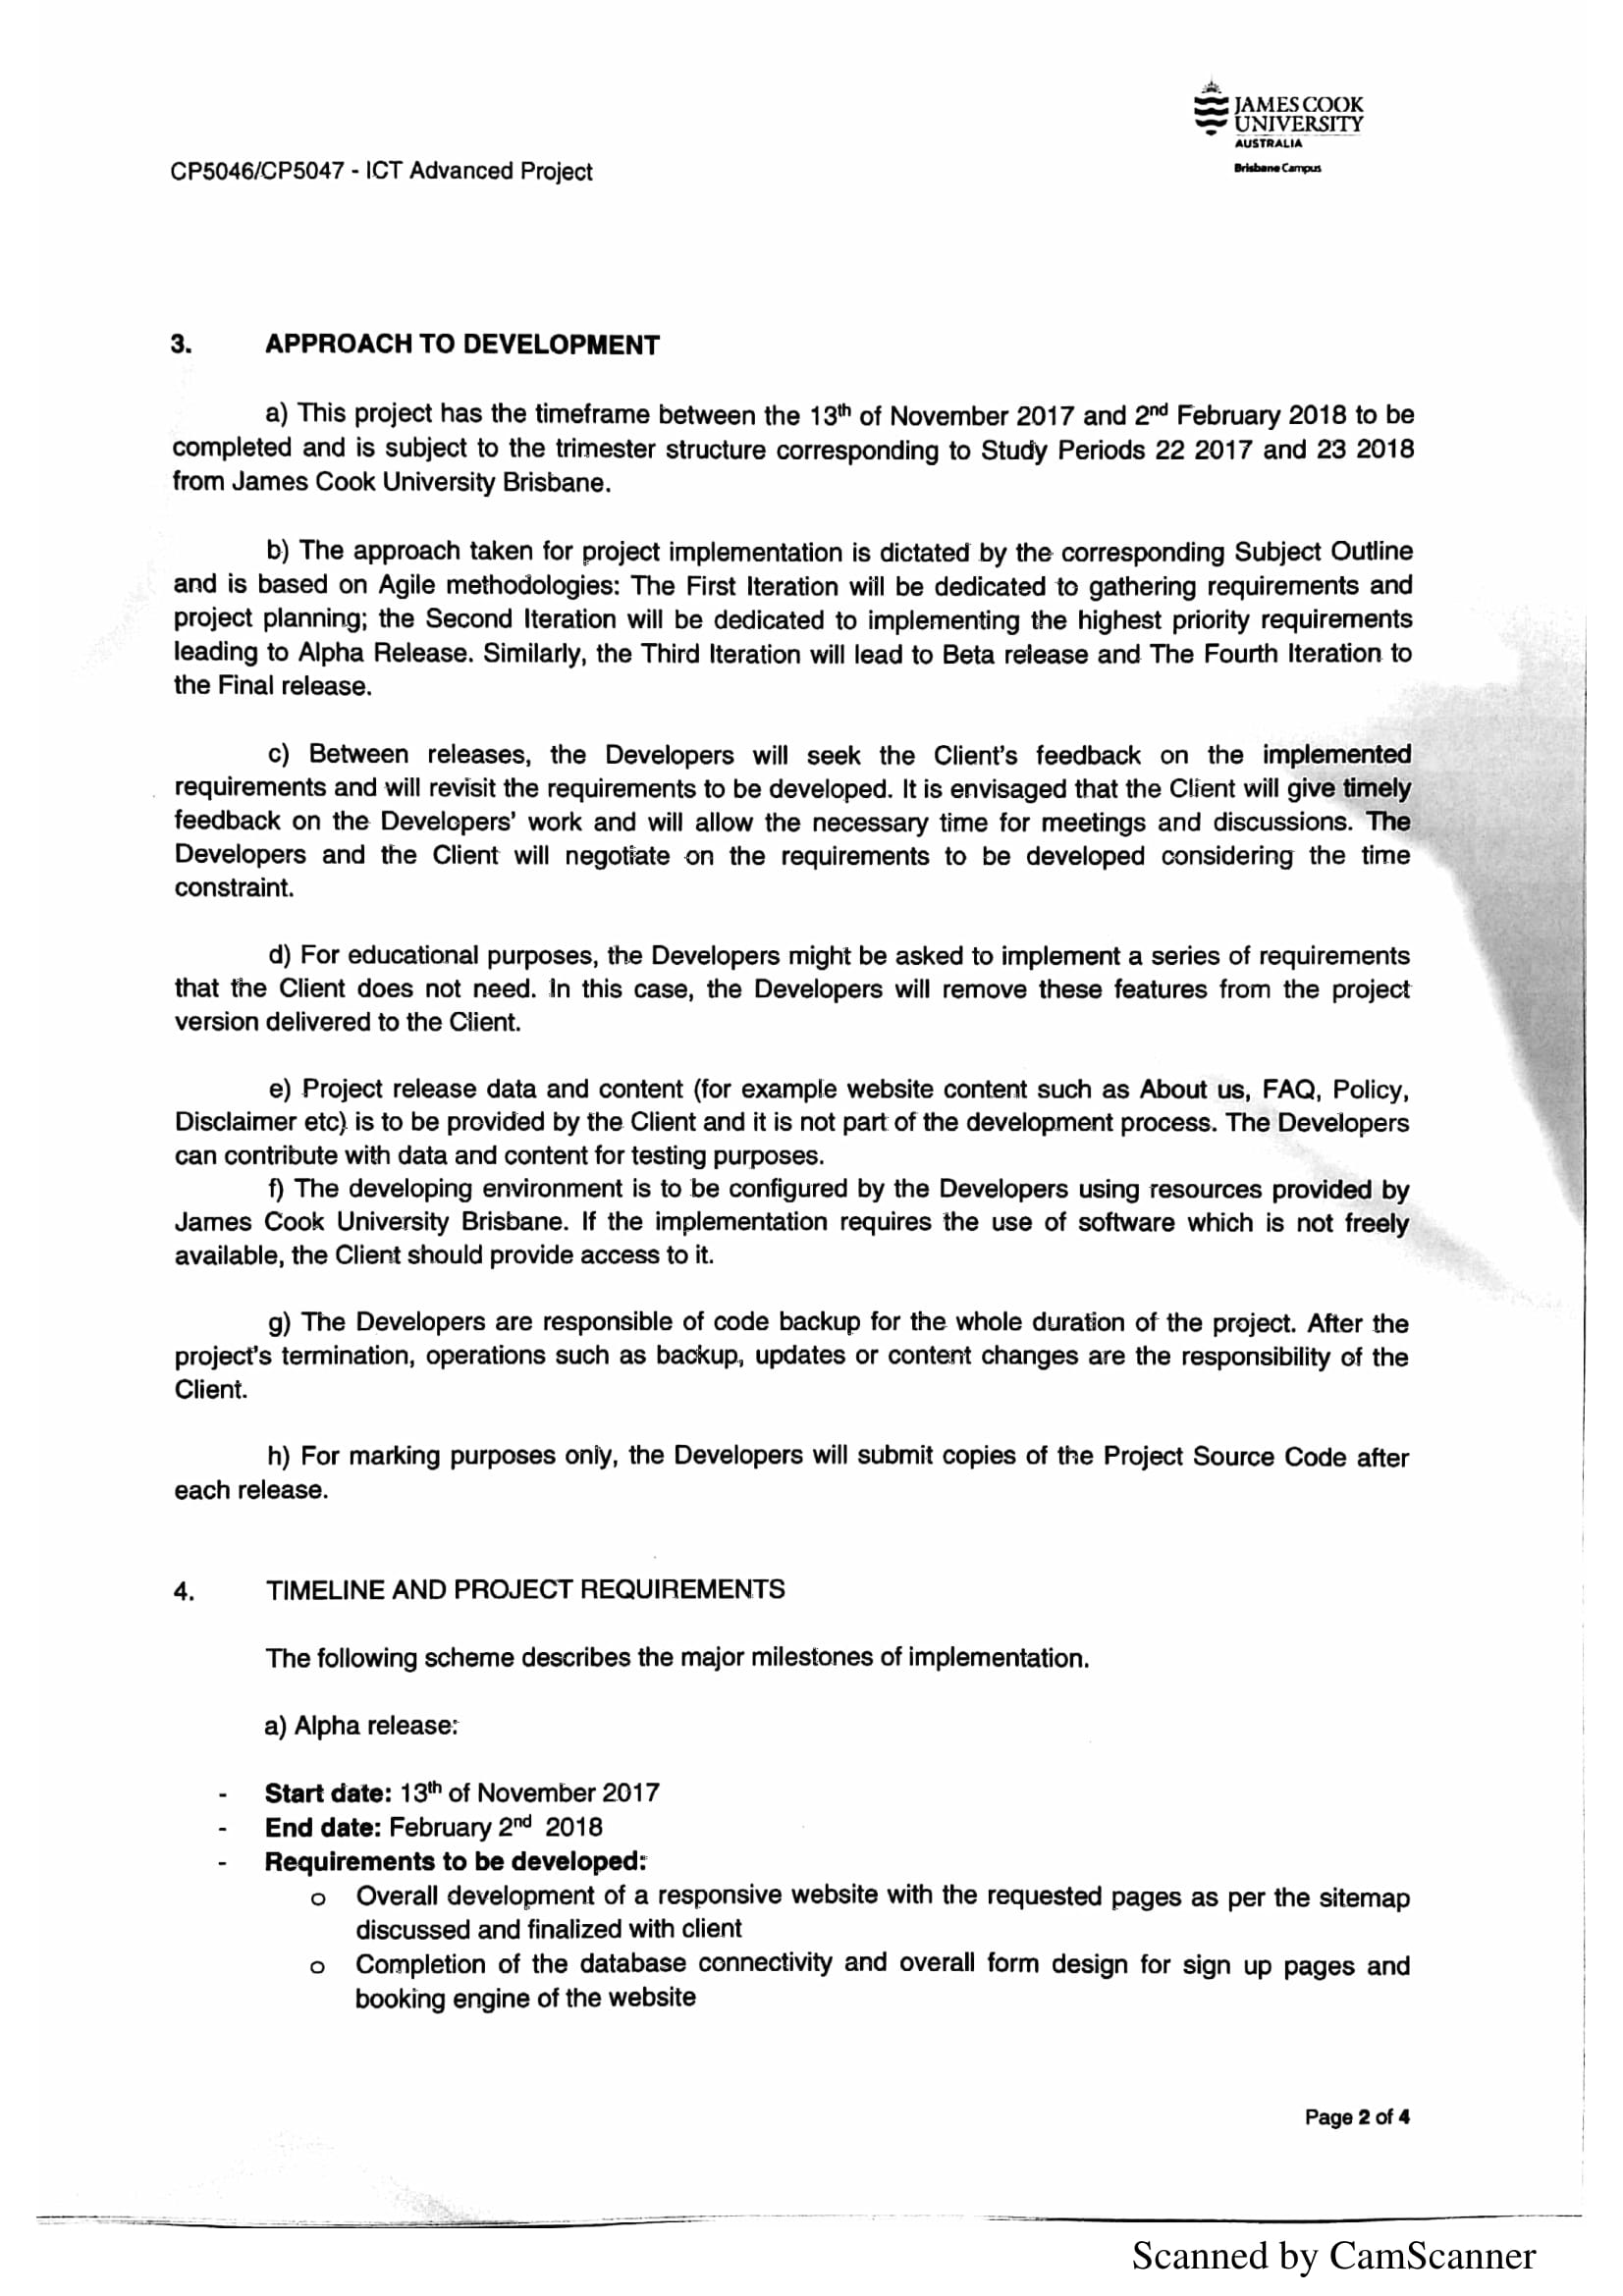 JAMES COOK
UNIVERSITY
AUSTRALIA
Brisbane Campus
CP5046/CP5047 - ICT Advanced Project
3. APPROACH TO DEVELOPMENT
a) This project has the timeframe between the 13th of November 2017 and 2nd February 2018 to be
completed and is subject to the trimester structure corresponding to Study Periods 22 2017 and 23 2018
from James Cook University Brisbane.
b) The approach taken for project implementation is dictated by the corresponding Subject Outline
and is based on Agile methodologies: The First Iteration will be dedicated to gathering requirements and
project planning; the Second Iteration will be dedicated to implementing the highest priority requirements
leading to Alpha Release. Similarly, the Third Iteration will lead to Beta release and The Fourth Iteration to
the Final release.
c) Between releases, the Developers will seek the Client's feedback on the implemented
requirements and will revisit the requirements to be developed. It is envisaged that the Client will give timely
feedback on the Developers' work and will allow the necessary time for meetings and discussions. The
Developers and the Client will negotiate on the requirements to be developed considering the time
constraint.
d) For educational purposes, the Developers might be asked to implement a series of requirements
that the Client does not need. In this case, the Developers will remove these features from the project
version delivered to the Client.
e) Project release data and content (for example website content such as About us, FAQ, Policy,
Disclaimer etc) is to be provided by the Client and it is not part of the development process. The Developers
can contribute with data and content for testing purposes.
f) The developing environment is to be configured by the Developers using resources provided by
James Cook University Brisbane. If the implementation requires the use of software which is not freely
available, the Client should provide access to it.
g) The Developers are responsible of code backup for the whole duration of the project. After the
project's termination, operations such as backup, updates or content changes are the responsibility of the
Client.
h) For marking purposes only, the Developers will submit copies of the Project Source Code after
each release.
4. TIMELINE AND PROJECT REQUIREMENTS
The following scheme describes the major milestones of implementation.
a) Alpha release:
- Start date: 13th of November 2017
- End date: February 2nd 2018
- Requirements to be developed:
o Overall development of a responsive website with the requested pages as per the sitemap
discussed and finalized with client
o Completion of the database connectivity and overall form design for sign up pages and
booking engine of the website
Page 2 of 4
Scanned by CamScanner